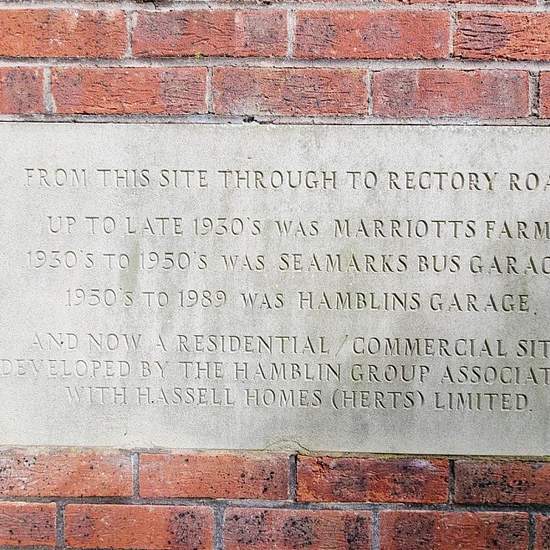 FROM THIS SITE THROUGH TO RECTORY ROA
UP TO LATE 1930'S WAS MARRIOTTS FARM
1930'S TO 1950'S WAS SEAMARKS BUS GARAG
1950'S TO 1989 WAS HAMBLINS GARAGE.
AND NOW A RESIDENTIAL / COMMERCIAL SIT
DEVELOPED BY THE HAMBLIN GROUP ASSOCIAT
WITH HASSELL HOMES (HERTS) LIMITED.